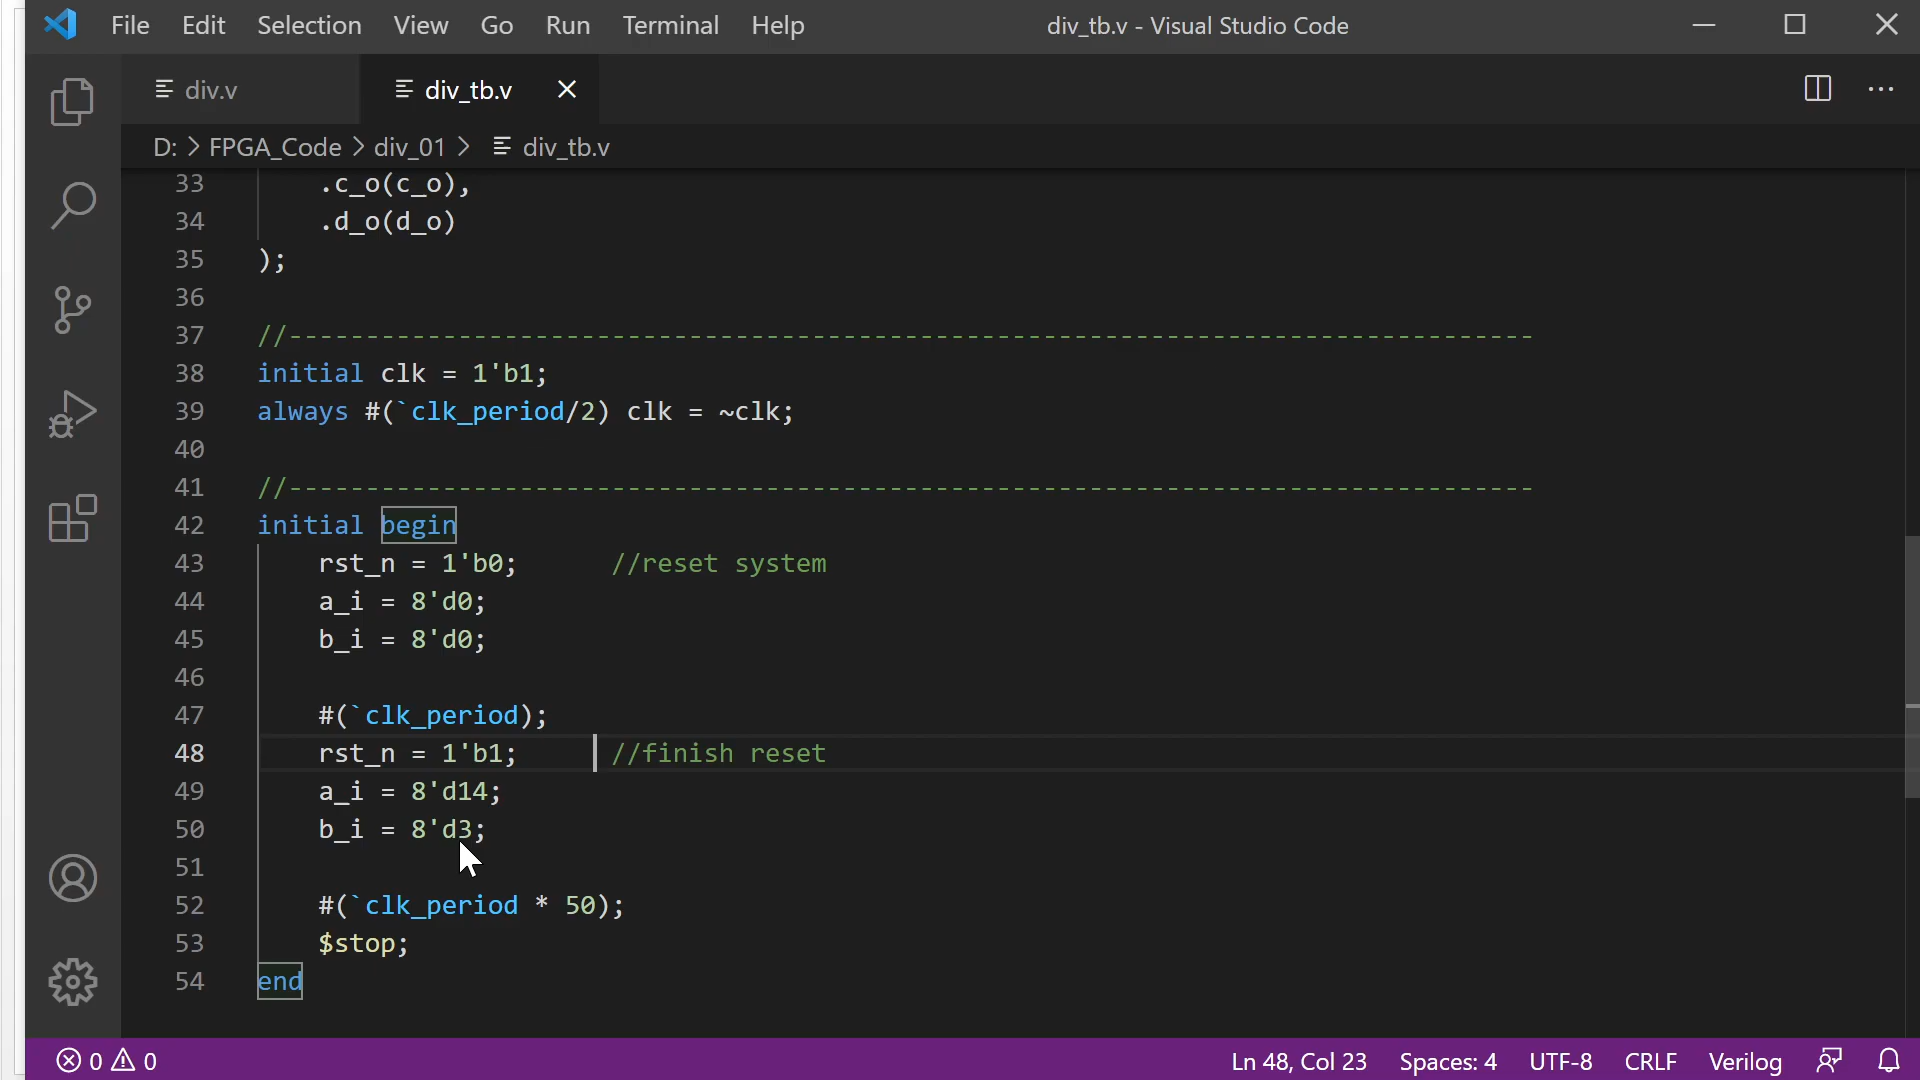 File Edit Selection View Go Run Terminal Help div_tb.v - Visual Studio Code
div.v div_tb.v
D: > FPGA_Code > div_01 > div_tb.v
33 .c_o(c_o),
34 .d_o(d_o)
35 );
36
37 //---------------------------------------------------------------------------------
38 initial clk = 1'b1;
39 always #(`clk_period/2) clk = ~clk;
40
41 //---------------------------------------------------------------------------------
42 initial begin
43 rst_n = 1'b0; //reset system
44 a_i = 8'd0;
45 b_i = 8'd0;
46
47 #(`clk_period);
48 rst_n = 1'b1; //finish reset
49 a_i = 8'd14;
50 b_i = 8'd3;
51
52 #(`clk_period * 50);
53 $stop;
54 end
0 0 Ln 48, Col 23 Spaces: 4 UTF-8 CRLF Verilog